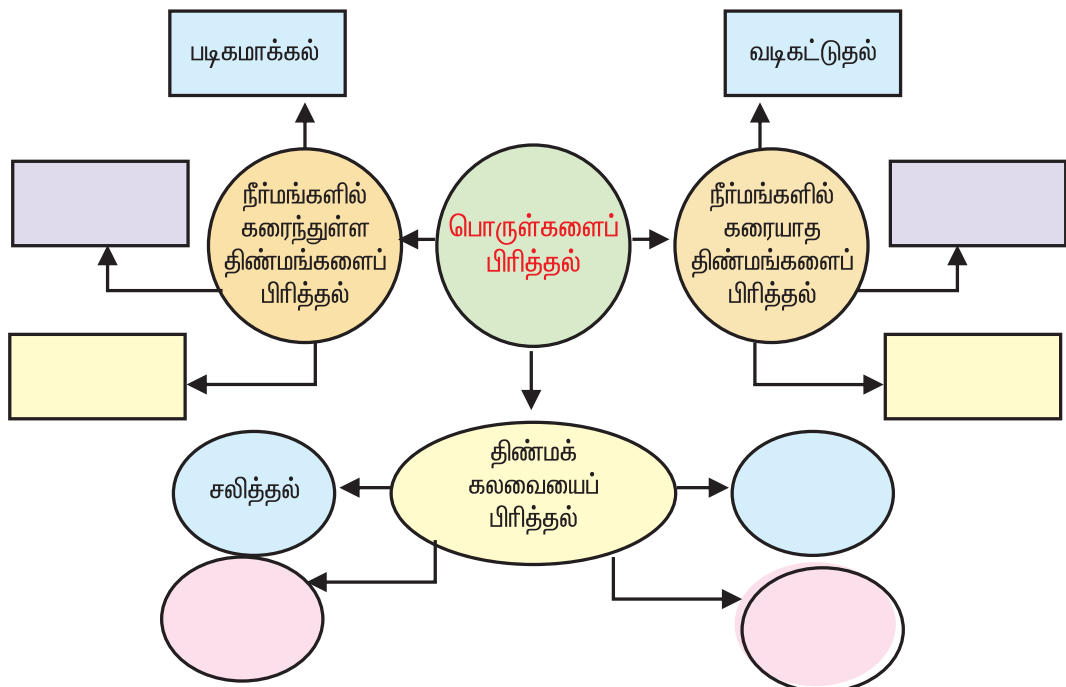 படிகமாக்கல்
வடிகட்டுதல்
நீர்மங்களில்
கரைந்துள்ள
திண்மங்களைப்
பிரித்தல்
பொருள்களைப்
பிரித்தல்
நீர்மங்களில்
கரையாத
திண்மங்களைப்
பிரித்தல்
சலித்தல்
திண்மக்
கலவையைப்
பிரித்தல்